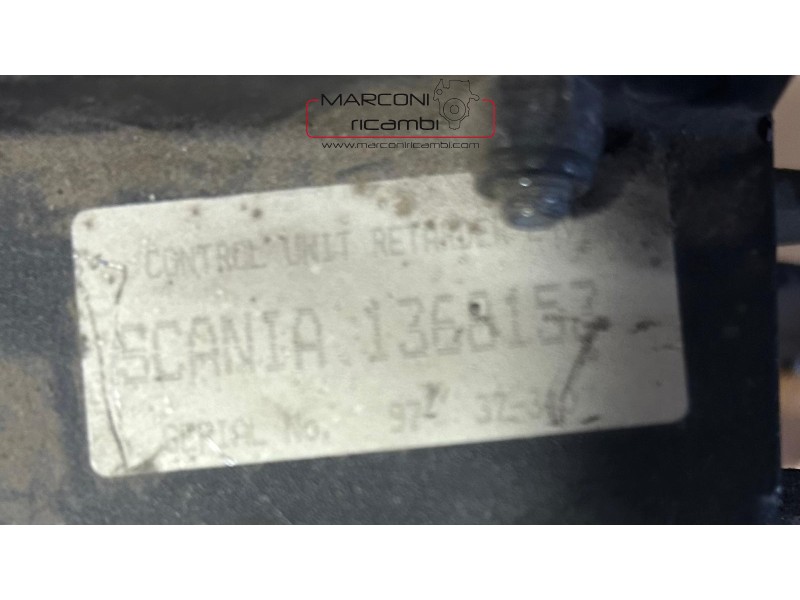 MARCONI
ricambi
www.marconiricambi.com
CONTROL UNIT RETARDER
SCANIA 1368153
SERIAL No.